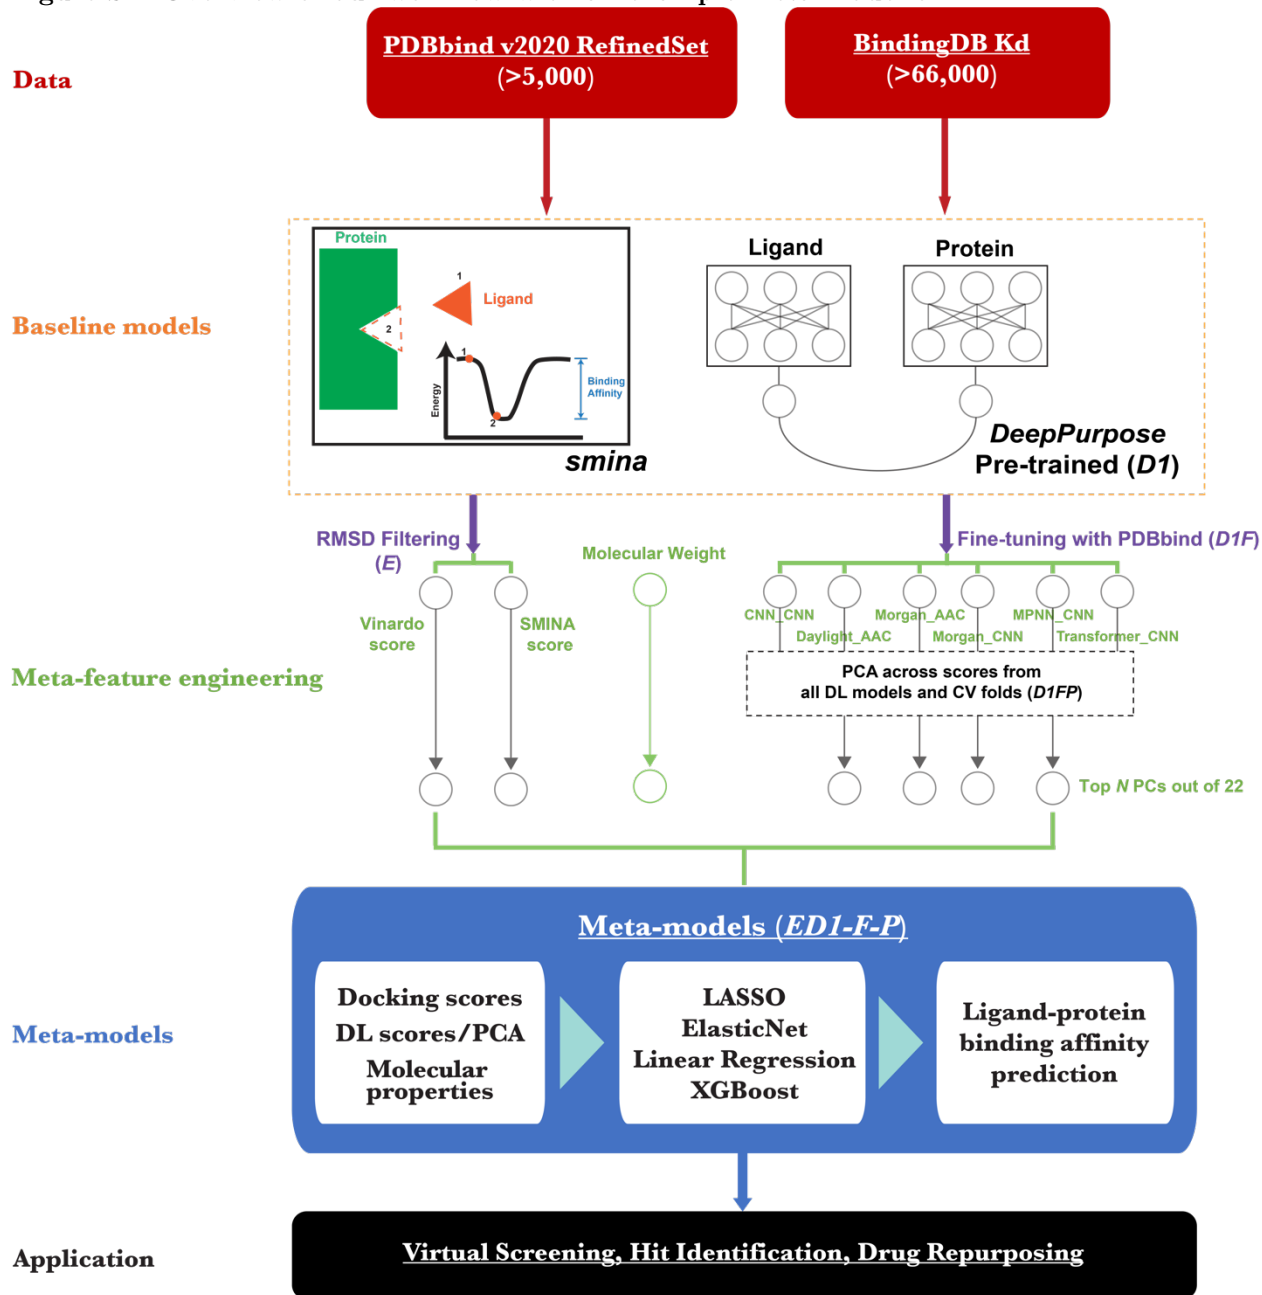 Data
PDBbind v2020 RefinedSet
(>5,000)
BindingDB Kd
(>66,000)
Baseline models
Protein
1
Ligand
2
Energy
1
2
Binding
Affinity
smina
Ligand
Protein
DeepPurpose
Pre-trained (D1)
RMSD Filtering
(E)
Molecular Weight
Fine-tuning with PDBbind (D1F)
Meta-feature engineering
Vinardo
score
SMINA
score
CNN_CNN
Morgan_AAC
MPNN_CNN
Daylight_AAC
Morgan_CNN
Transformer_CNN
PCA across scores from
all DL models and CV folds (D1FP)
Top N PCs out of 22
Meta-models
Meta-models (ED1-F-P)
Docking scores
DL scores/PCA
Molecular
properties
LASSO
ElasticNet
Linear Regression
XGBoost
Ligand-protein
binding affinity
prediction
Application
Virtual Screening, Hit Identification, Drug Repurposing